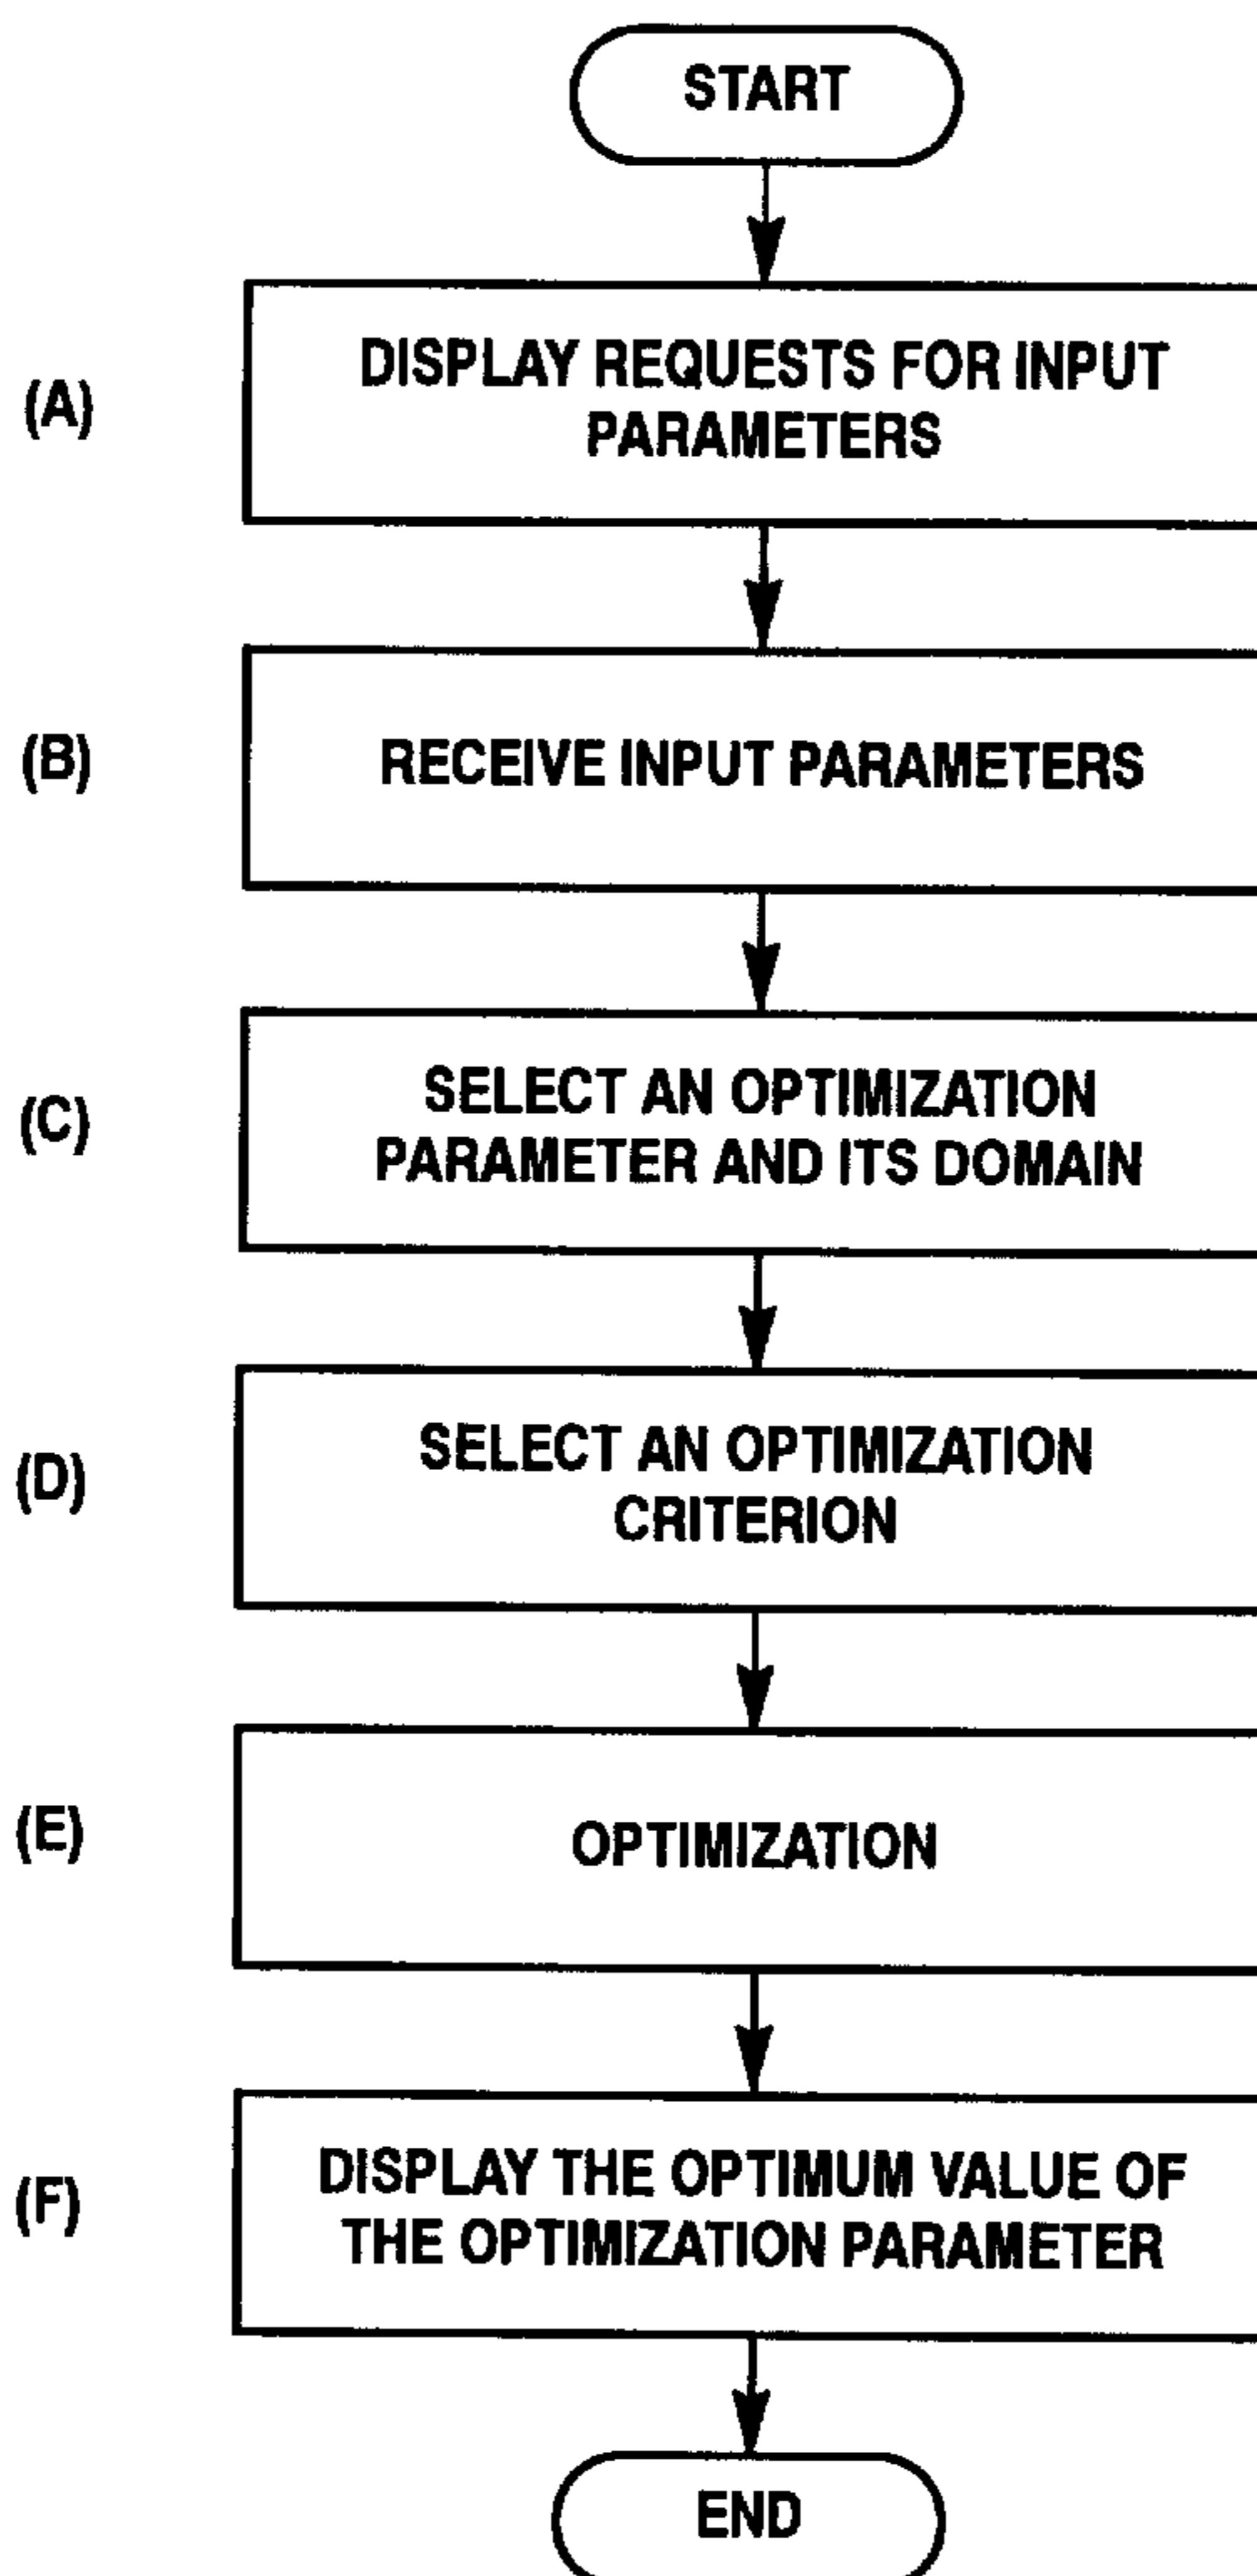 START
(A)
DISPLAY REQUESTS FOR INPUT
PARAMETERS
(B)
RECEIVE INPUT PARAMETERS
(C)
SELECT AN OPTIMIZATION
PARAMETER AND ITS DOMAIN
(D)
SELECT AN OPTIMIZATION
CRITERION
(E)
OPTIMIZATION
(F)
DISPLAY THE OPTIMUM VALUE OF
THE OPTIMIZATION PARAMETER
END